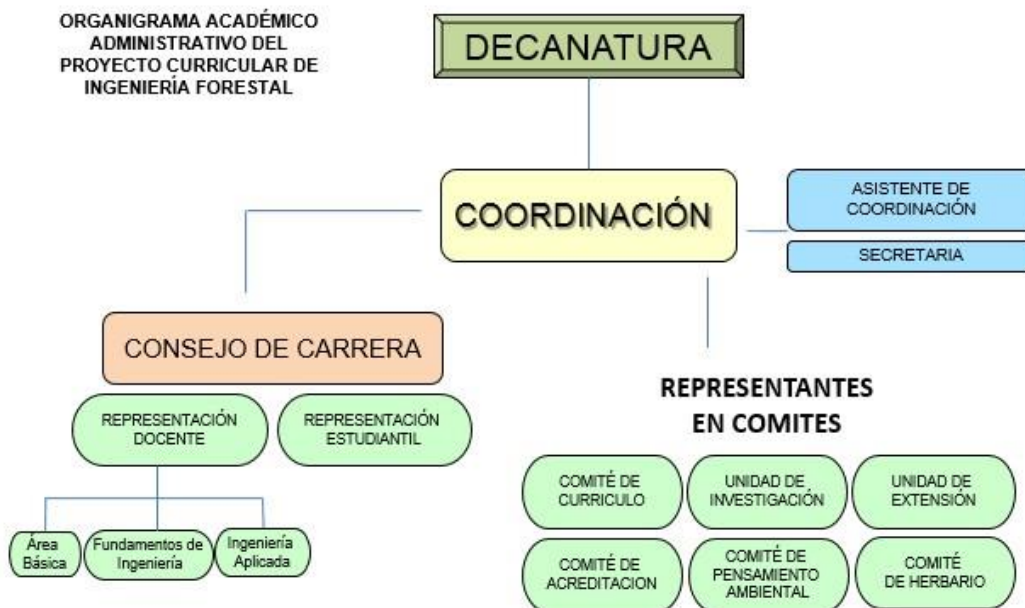 ORGANIGRAMA ACADÉMICO
ADMINISTRATIVO DEL
PROYECTO CURRICULAR DE
INGENIERÍA FORESTAL
DECANATURA
COORDINACIÓN
ASISTENTE DE
COORDINACIÓN
SECRETARIA
CONSEJO DE CARRERA
REPRESENTACIÓN
DOCENTE
REPRESENTACIÓN
ESTUDIANTIL
Área
Básica
Fundamentos de
Ingeniería
Ingeniería
Aplicada
REPRESENTANTES
EN COMITES
COMITÉ DE
CURRICULO
UNIDAD DE
INVESTIGACIÓN
UNIDAD DE
EXTENSIÓN
COMITÉ DE
ACREDITACION
COMITÉ DE
PENSAMIENTO
AMBIENTAL
COMITÉ
DE HERBARIO